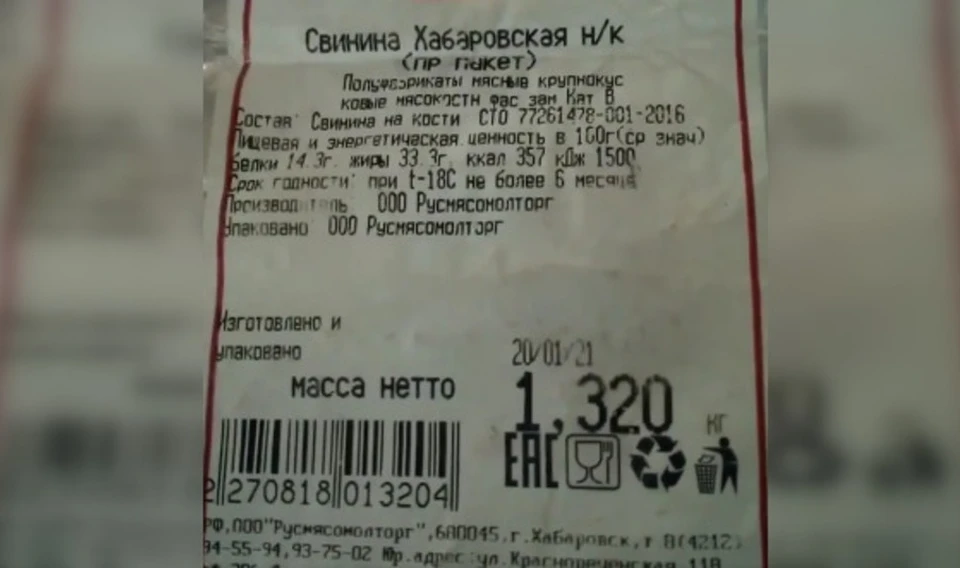 Свинина Хабаровская н/к
(пр пакет)
Полуфабрикаты мясные крупнокус
ковые мясокостн фас зам Кат В
Состав: Свинина на кости СТО 77261478-001-2016
Пищевая и энергетическая ценность в 100г(ср знач)
белки 14.3г. жиры 33.3г, ккал 357 кДж 1500
Срок годности: при t-18С не более 6 месяца
Производитель ООО Русмясомолторг
Упаковано ООО Русмясомолторг
Изготовлено и
упаковано
20/01/21
масса нетто
1,320 кг
EAC
2 270818 013204
РФ,ООО"Русмясомолторг",680045,г.Хабаровск,т 8(4212)
94-55-94,93-75-02 Юр.адрес:ул.Краснореченская 118